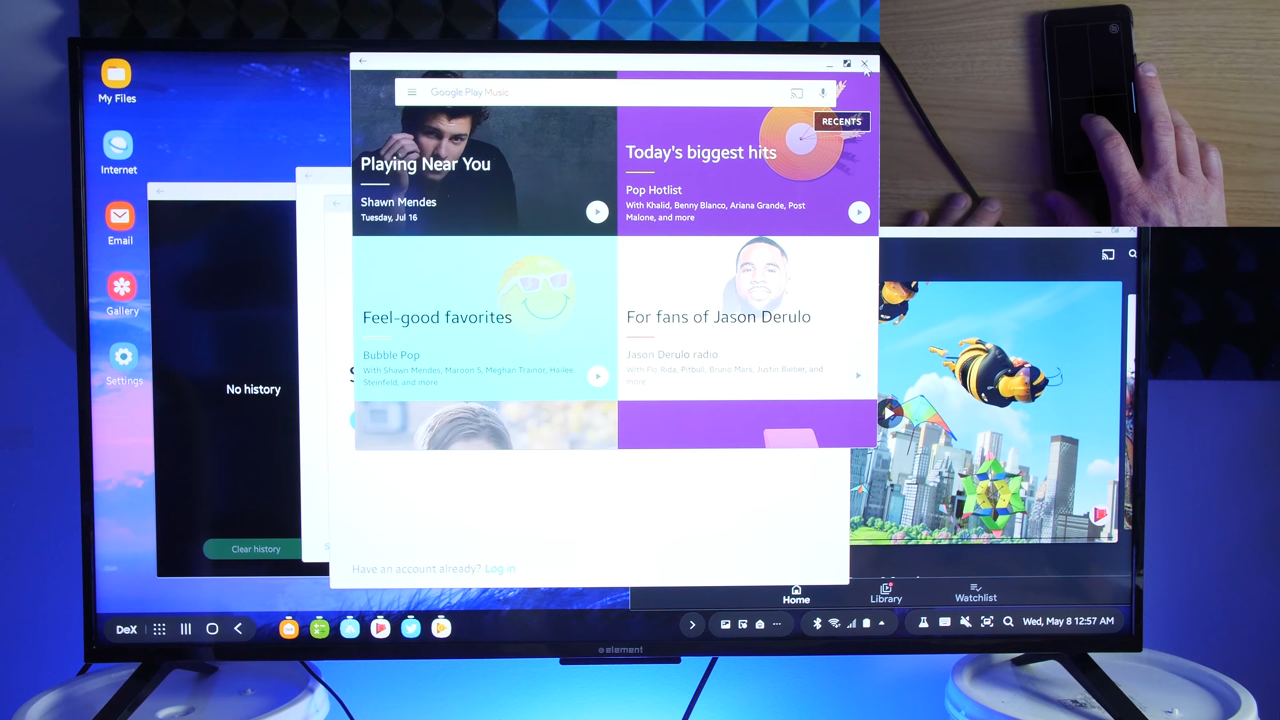 My Files
Internet
Email
Gallery
Settings
No history
Clear history
Google Play Music
RECENTS
Playing Near You
Shawn Mendes
Tuesday, Jul 16
Today's biggest hits
Pop Hotlist
With Khalid, Benny Blanco, Ariana Grande, Post
Malone, and more
Feel-good favorites
Bubble Pop
With Shawn Mendes, Maroon 5, Meghan Trainor, Hailee
Steinfeld, and more
For fans of Jason Derulo
Jason Derulo radio
With Flo Rida, Pitbull, Bruno Mars, Justin Bieber, and
more
Have an account already? Log in
Home
Library
Watchlist
DeX
Wed, May 8 12:57 AM
element